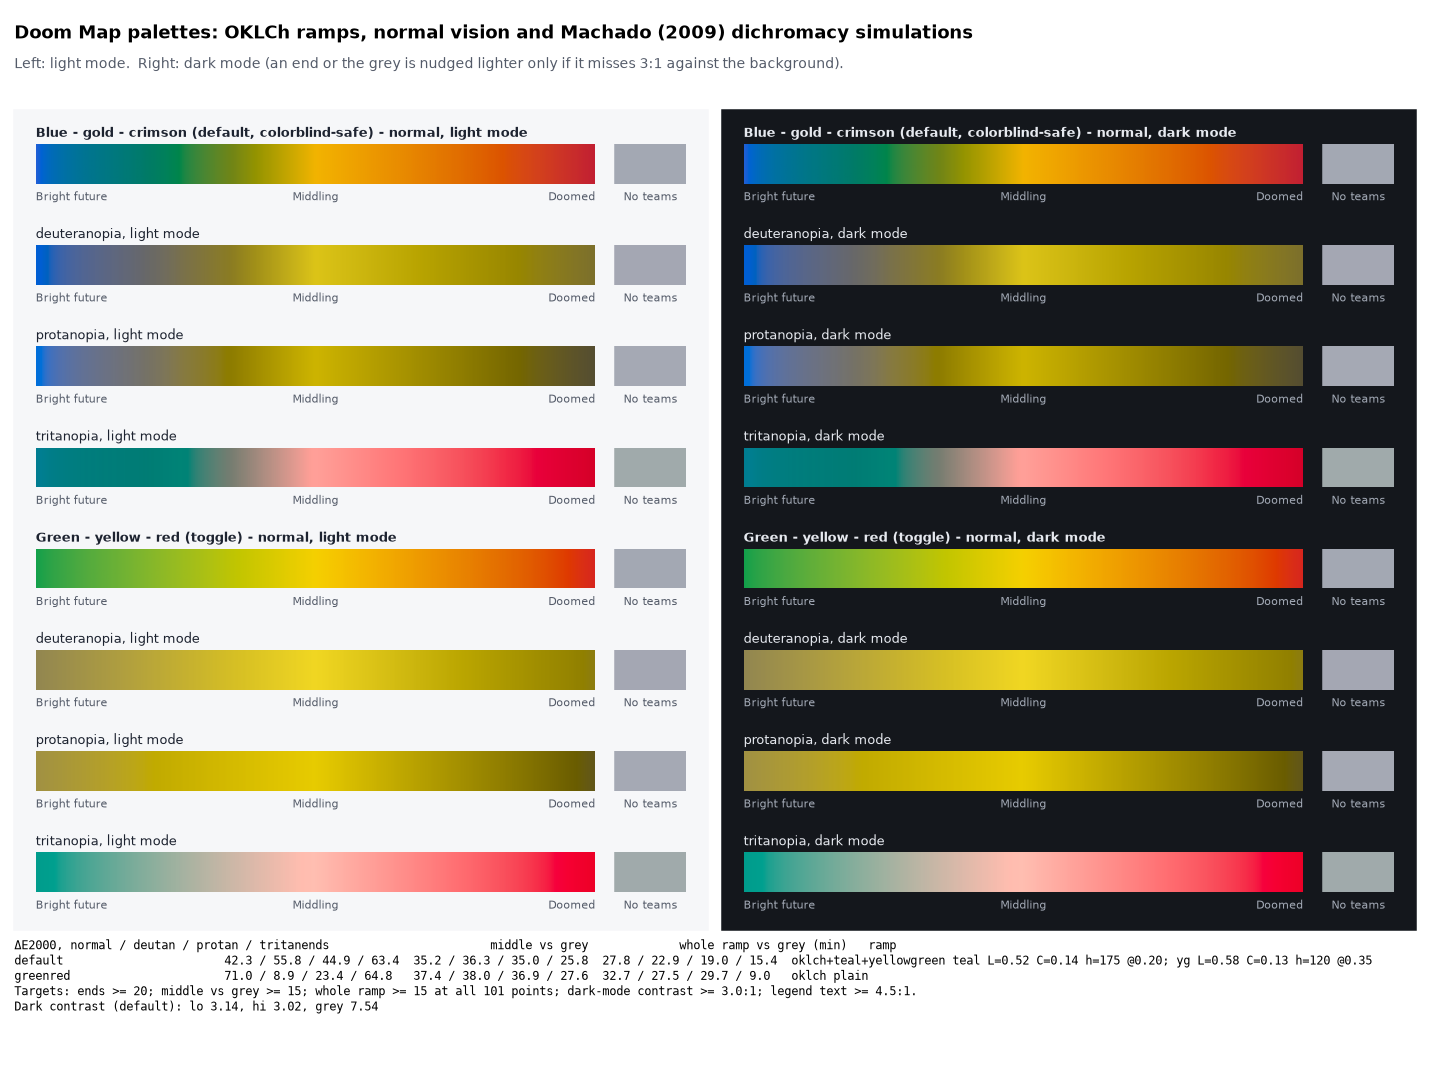 Doom Map palettes: OKLCh ramps, normal vision and Machado (2009) dichromacy simulations
Left: light mode.  Right: dark mode (an end or the grey is nudged lighter only if it misses 3:1 against the background).
Blue - gold - crimson (default, colorblind-safe) - normal, light mode
Bright future Middling Doomed No teams
deuteranopia, light mode
Bright future Middling Doomed No teams
protanopia, light mode
Bright future Middling Doomed No teams
tritanopia, light mode
Bright future Middling Doomed No teams
Green - yellow - red (toggle) - normal, light mode
Bright future Middling Doomed No teams
deuteranopia, light mode
Bright future Middling Doomed No teams
protanopia, light mode
Bright future Middling Doomed No teams
tritanopia, light mode
Bright future Middling Doomed No teams
Blue - gold - crimson (default, colorblind-safe) - normal, dark mode
Bright future Middling Doomed No teams
deuteranopia, dark mode
Bright future Middling Doomed No teams
protanopia, dark mode
Bright future Middling Doomed No teams
tritanopia, dark mode
Bright future Middling Doomed No teams
Green - yellow - red (toggle) - normal, dark mode
Bright future Middling Doomed No teams
deuteranopia, dark mode
Bright future Middling Doomed No teams
protanopia, dark mode
Bright future Middling Doomed No teams
tritanopia, dark mode
Bright future Middling Doomed No teams
ΔE2000, normal / deutan / protan / tritanends middle vs grey whole ramp vs grey (min) ramp
default 42.3 / 55.8 / 44.9 / 63.4 35.2 / 36.3 / 35.0 / 25.8 27.8 / 22.9 / 19.0 / 15.4 oklch+teal+yellowgreen teal L=0.52 C=0.14 h=175 @0.20; yg L=0.58 C=0.13 h=120 @0.35
greenred 71.0 / 8.9 / 23.4 / 64.8 37.4 / 38.0 / 36.9 / 27.6 32.7 / 27.5 / 29.7 / 9.0 oklch plain
Targets: ends >= 20; middle vs grey >= 15; whole ramp >= 15 at all 101 points; dark-mode contrast >= 3.0:1; legend text >= 4.5:1.
Dark contrast (default): lo 3.14, hi 3.02, grey 7.54